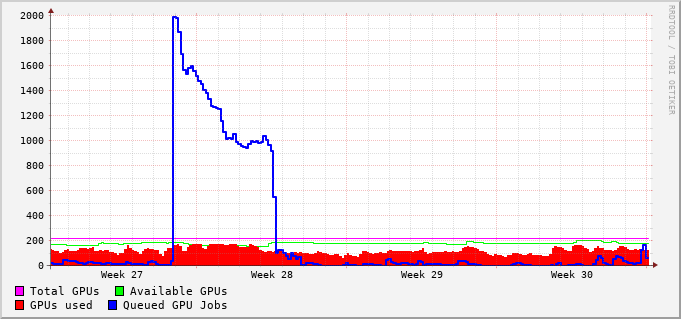 RRDTOOL / TOBI OETIKER
2000
1800
1600
1400
1200
1000
800
600
400
200
0
Week 27 Week 28 Week 29 Week 30
Total GPUs Available GPUs
GPUs used Queued GPU Jobs